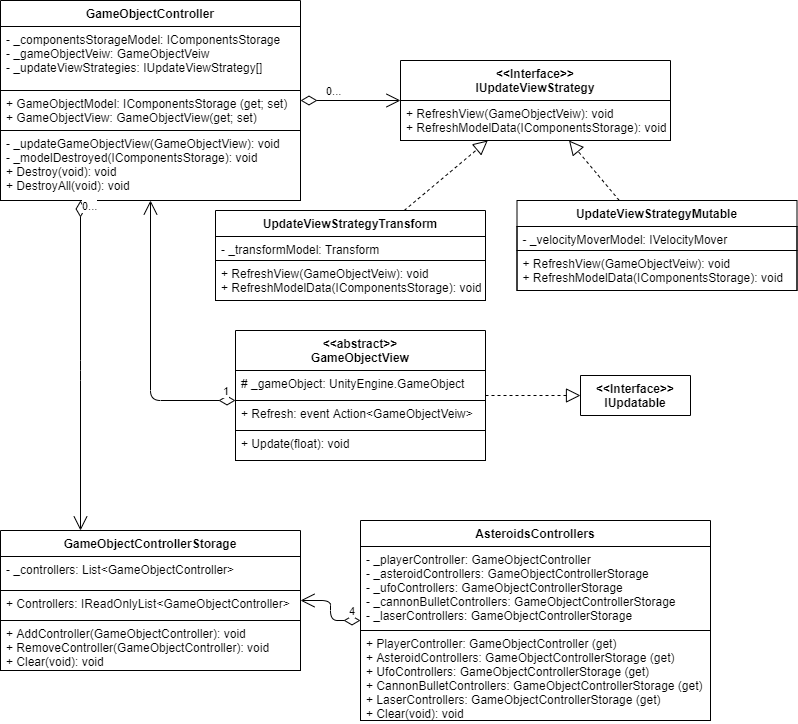 GameObjectController
- _componentsStorageModel: IComponentsStorage
- _gameObjectVeiw: GameObjectVeiw
- _updateViewStrategies: IUpdateViewStrategy[]
+ GameObjectModel: IComponentsStorage (get; set)
+ GameObjectView: GameObjectView(get; set)
- _updateGameObjectView(GameObjectView): void
- _modelDestroyed(IComponentsStorage): void
+ Destroy(void): void
+ DestroyAll(void): void
0...
0...
<<Interface>>
IUpdateViewStrategy
+ RefreshView(GameObjectVeiw): void
+ RefreshModelData(IComponentsStorage): void
UpdateViewStrategyTransform
- _transformModel: Transform
+ RefreshView(GameObjectVeiw): void
+ RefreshModelData(IComponentsStorage): void
UpdateViewStrategyMutable
- _velocityMoverModel: IVelocityMover
+ RefreshView(GameObjectVeiw): void
+ RefreshModelData(IComponentsStorage): void
<<abstract>>
GameObjectView
# _gameObject: UnityEngine.GameObject
+ Refresh: event Action<GameObjectVeiw>
+ Update(float): void
1
<<Interface>>
IUpdatable
GameObjectControllerStorage
- _controllers: List<GameObjectController>
+ Controllers: IReadOnlyList<GameObjectController>
+ AddController(GameObjectController): void
+ RemoveController(GameObjectController): void
+ Clear(void): void
4
AsteroidsControllers
- _playerController: GameObjectController
- _asteroidControllers: GameObjectControllerStorage
- _ufoControllers: GameObjectControllerStorage
- _cannonBulletControllers: GameObjectControllerStorage
- _laserControllers: GameObjectControllerStorage
+ PlayerController: GameObjectController (get)
+ AsteroidControllers: GameObjectControllerStorage (get)
+ UfoControllers: GameObjectControllerStorage (get)
+ CannonBulletControllers: GameObjectControllerStorage (get)
+ LaserControllers: GameObjectControllerStorage (get)
+ Clear(void): void